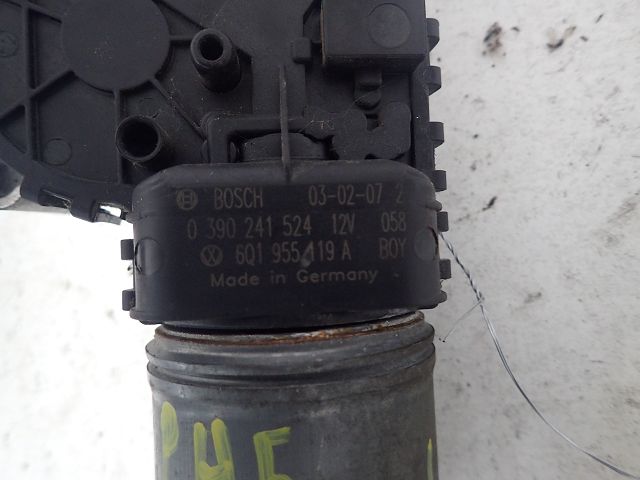 BOSCH 03-02-07 2
0 390 241 524 12V 058
6Q1 955 119 A BOY
Made in Germany